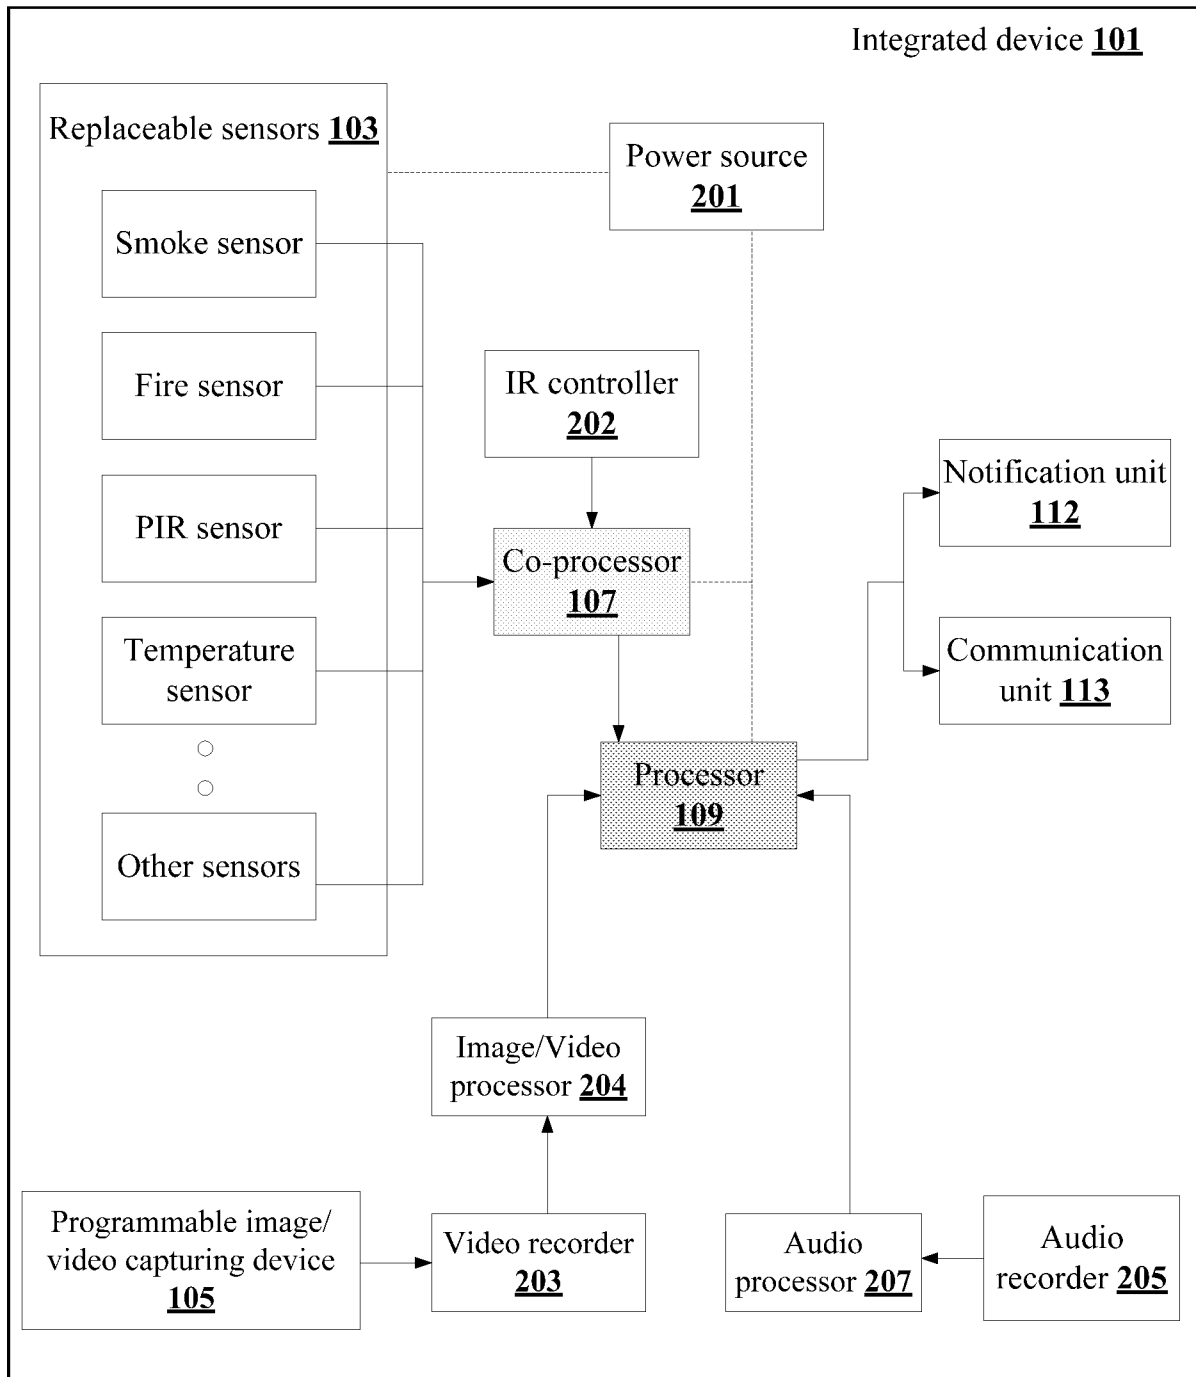 Integrated device 101
Replaceable sensors 103
Smoke sensor
Fire sensor
PIR sensor
Temperature
sensor
Other sensors
Power source
201
IR controller
202
Co-processor
107
Processor
109
Notification unit
112
Communication
unit 113
Image/Video
processor 204
Programmable image/
video capturing device
105
Video recorder
203
Audio
processor 207
Audio
recorder 205